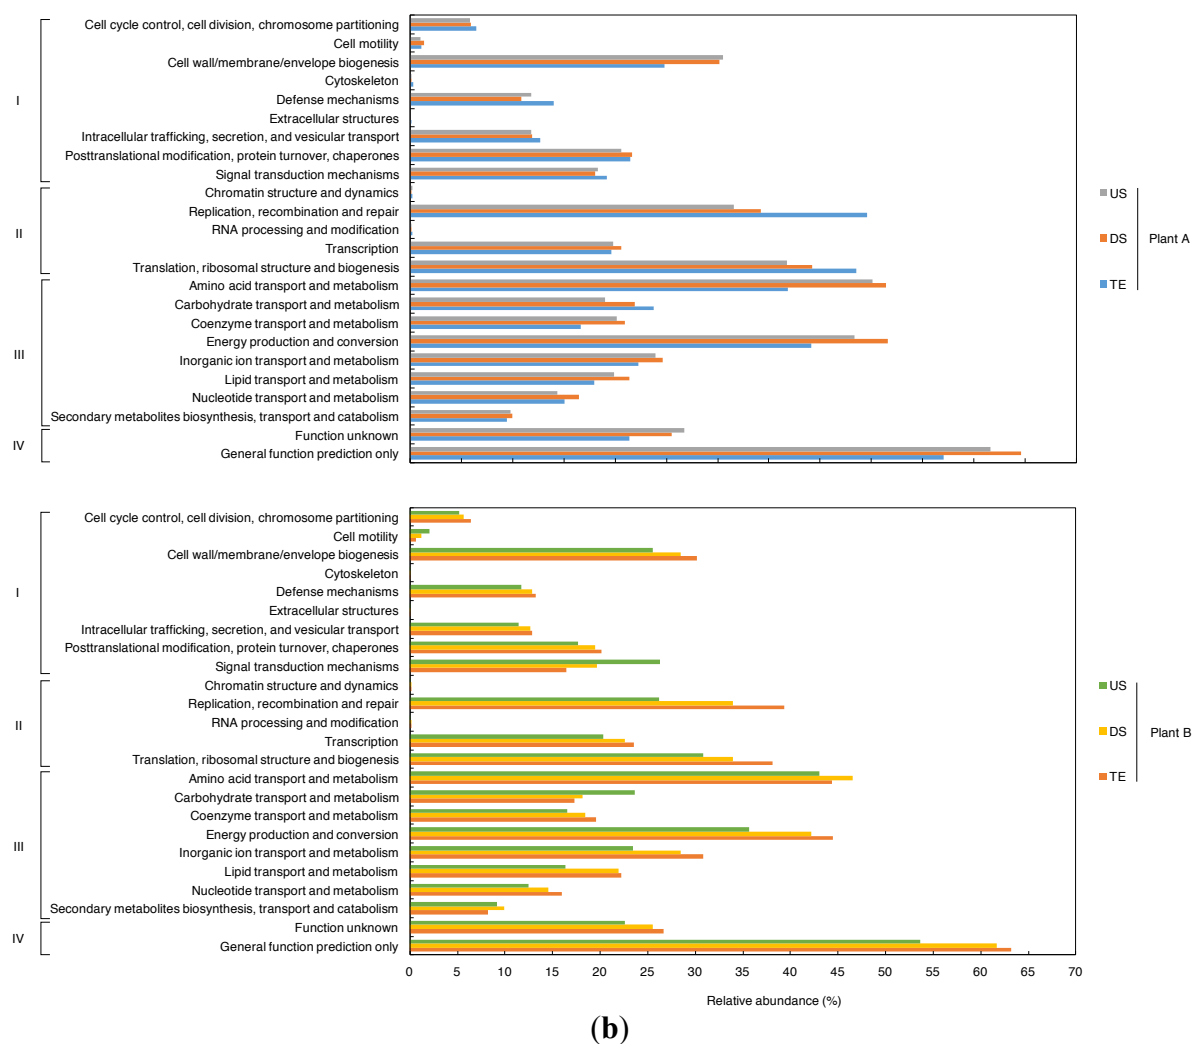 Cell cycle control, cell division, chromosome partitioning
Cell motility
Cell wall/membrane/envelope biogenesis
Cytoskeleton
I
Defense mechanisms
Extracellular structures
Intracellular trafficking, secretion, and vesicular transport
Posttranslational modification, protein turnover, chaperones
Signal transduction mechanisms
Chromatin structure and dynamics
Replication, recombination and repair
II
RNA processing and modification
Transcription
Translation, ribosomal structure and biogenesis
Amino acid transport and metabolism
Carbohydrate transport and metabolism
Coenzyme transport and metabolism
Energy production and conversion
III
Inorganic ion transport and metabolism
Lipid transport and metabolism
Nucleotide transport and metabolism
Secondary metabolites biosynthesis, transport and catabolism
Function unknown
IV
General function prediction only
US
DS
Plant A
TE
Cell cycle control, cell division, chromosome partitioning
Cell motility
Cell wall/membrane/envelope biogenesis
Cytoskeleton
I
Defense mechanisms
Extracellular structures
Intracellular trafficking, secretion, and vesicular transport
Posttranslational modification, protein turnover, chaperones
Signal transduction mechanisms
Chromatin structure and dynamics
Replication, recombination and repair
II
RNA processing and modification
Transcription
Translation, ribosomal structure and biogenesis
Amino acid transport and metabolism
Carbohydrate transport and metabolism
Coenzyme transport and metabolism
Energy production and conversion
III
Inorganic ion transport and metabolism
Lipid transport and metabolism
Nucleotide transport and metabolism
Secondary metabolites biosynthesis, transport and catabolism
Function unknown
IV
General function prediction only
US
DS
Plant B
TE
0 5 10 15 20 25 30 35 40 45 50 55 60 65 70
Relative abundance (%)
(b)